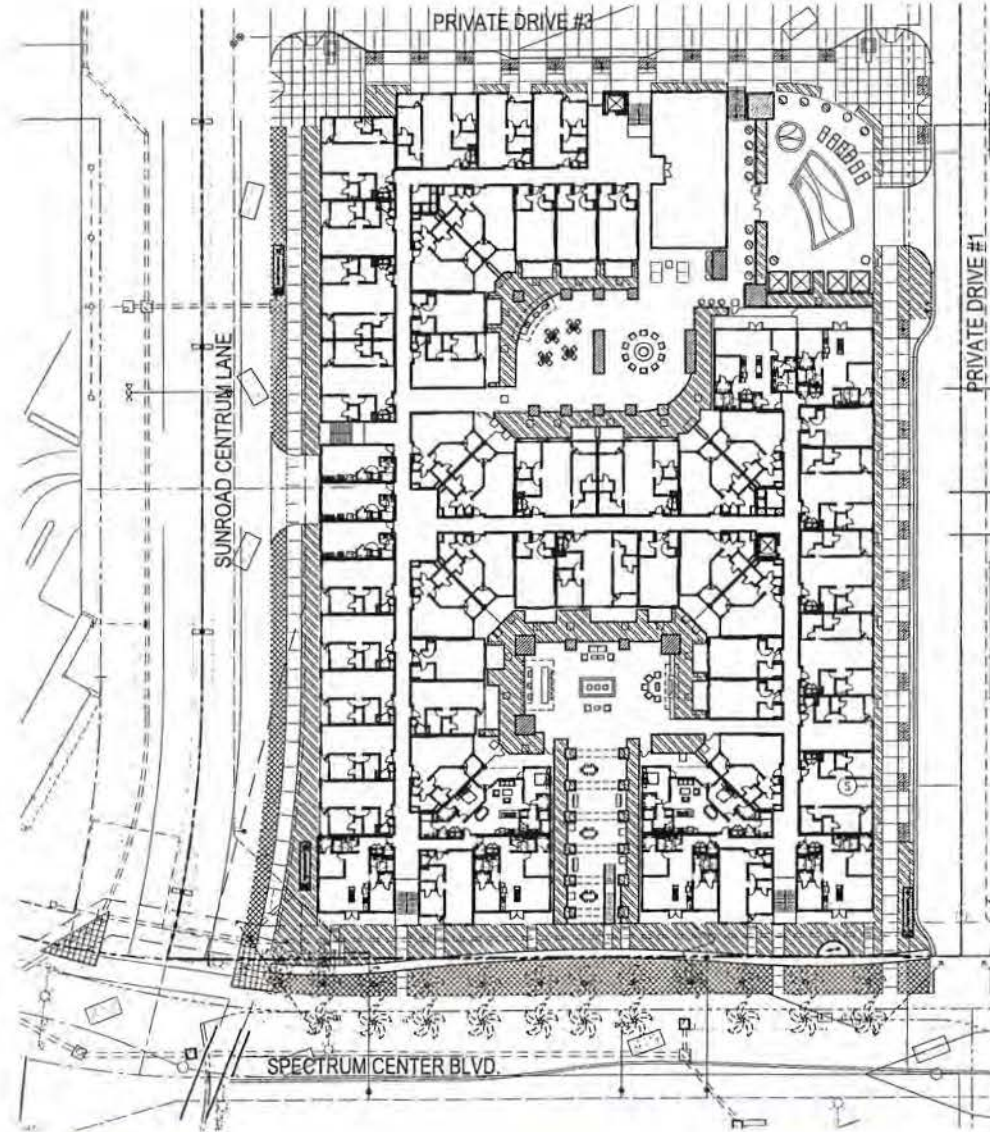 PRIVATE DRIVE #3
SUNROAD CENTRUM LANE
PRIVATE DRIVE #1
S
SPECTRUM CENTER BLVD.